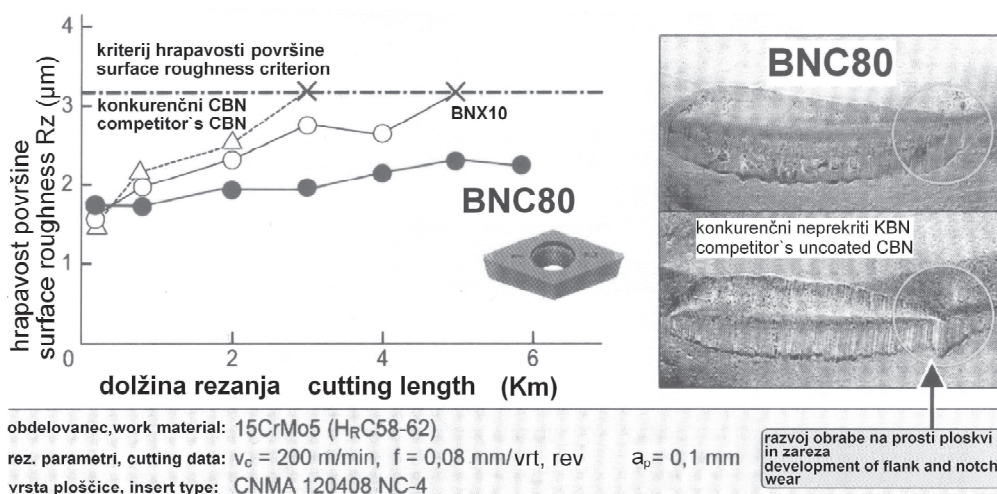 hrapavost površine
surface roughness Rz (µm)
4
3
2
1
0
2
4
6
kriterij hrapavosti površine
surface roughness criterion
konkurenčni CBN
competitor`s CBN
BNX10
BNC80
dolžina rezanja cutting length (Km)
BNC80
konkurenčni neprekriti KBN
competitor`s uncoated CBN
obdelovanec,work material: 15CrMo5 (HRC58-62)
rez. parametri, cutting data: vc = 200 m/min, f = 0,08 mm/vrt, rev ap= 0,1 mm
vrsta ploščice, insert type: CNMA 120408 NC-4
razvoj obrabe na prosti ploskvi
in zareza
development of flank and notch
wear